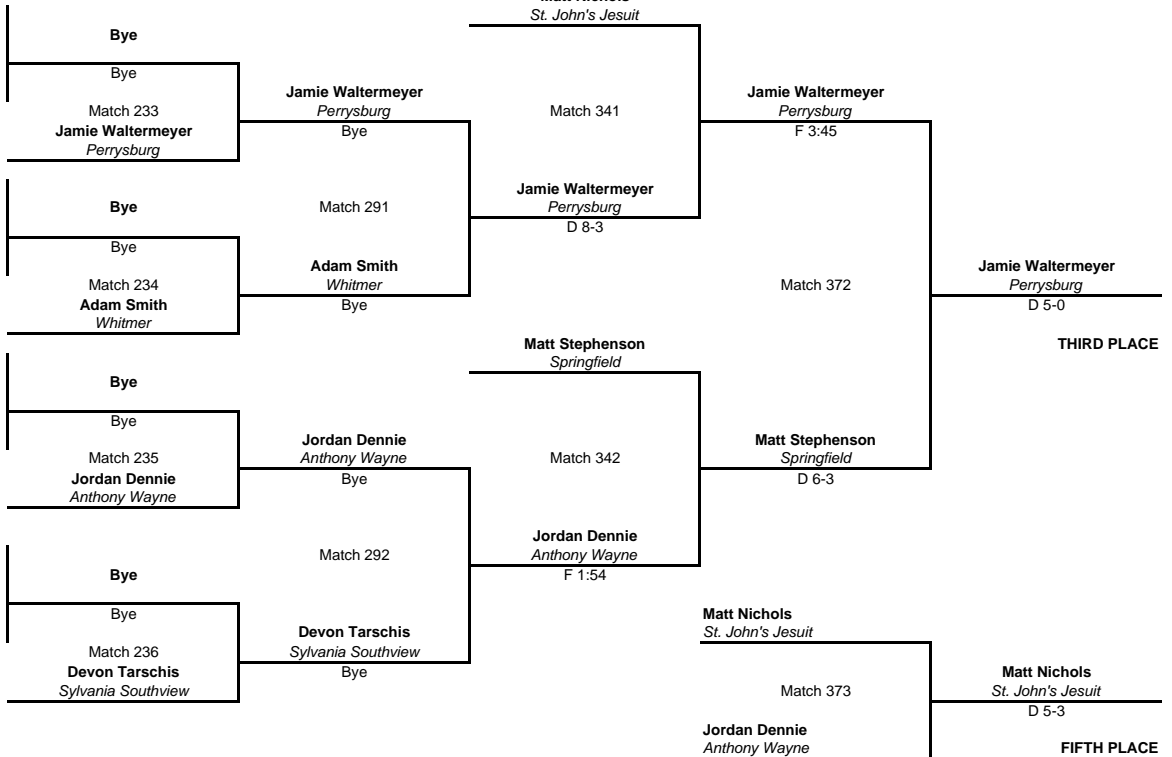 St. John's Jesuit
Bye
Bye
Match 233
Jamie Waltermeyer
Perrysburg
Jamie Waltermeyer
Perrysburg
Bye
Match 341
Jamie Waltermeyer
Perrysburg
F 3:45
Bye
Bye
Match 234
Adam Smith
Whitmer
Match 291
Adam Smith
Whitmer
Bye
Jamie Waltermeyer
Perrysburg
D 8-3
Match 372
Jamie Waltermeyer
Perrysburg
D 5-0
THIRD PLACE
Bye
Bye
Match 235
Jordan Dennie
Anthony Wayne
Jordan Dennie
Anthony Wayne
Bye
Matt Stephenson
Springfield
Match 342
Matt Stephenson
Springfield
D 6-3
Bye
Bye
Match 236
Devon Tarschis
Sylvania Southview
Match 292
Devon Tarschis
Sylvania Southview
Bye
Jordan Dennie
Anthony Wayne
F 1:54
Matt Nichols
St. John's Jesuit
Match 373
Jordan Dennie
Anthony Wayne
Matt Nichols
St. John's Jesuit
D 5-3
FIFTH PLACE